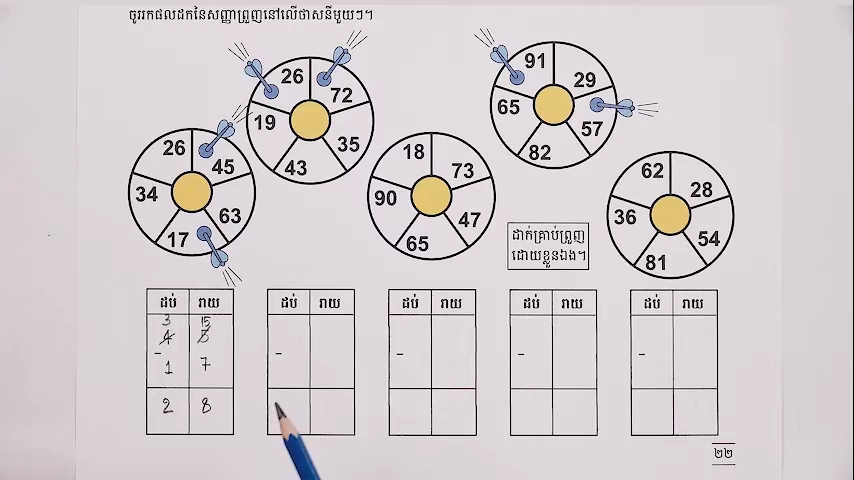 ចូររកផលដកនៃសញ្ញាព្រួញនៅលើថាសនីមួយៗ។
26 72 35 43 19
91 29 57 82 65
26 45 63 17 34
18 73 47 65 90
62 28 54 81 36
ដាក់គ្រាប់ព្រួញ
ដោយខ្លួនឯង។
ដប់ រាយ ដប់ រាយ ដប់ រាយ ដប់ រាយ ដប់ រាយ
3 15
4 5
- - - - -
1 7
2 8
២២